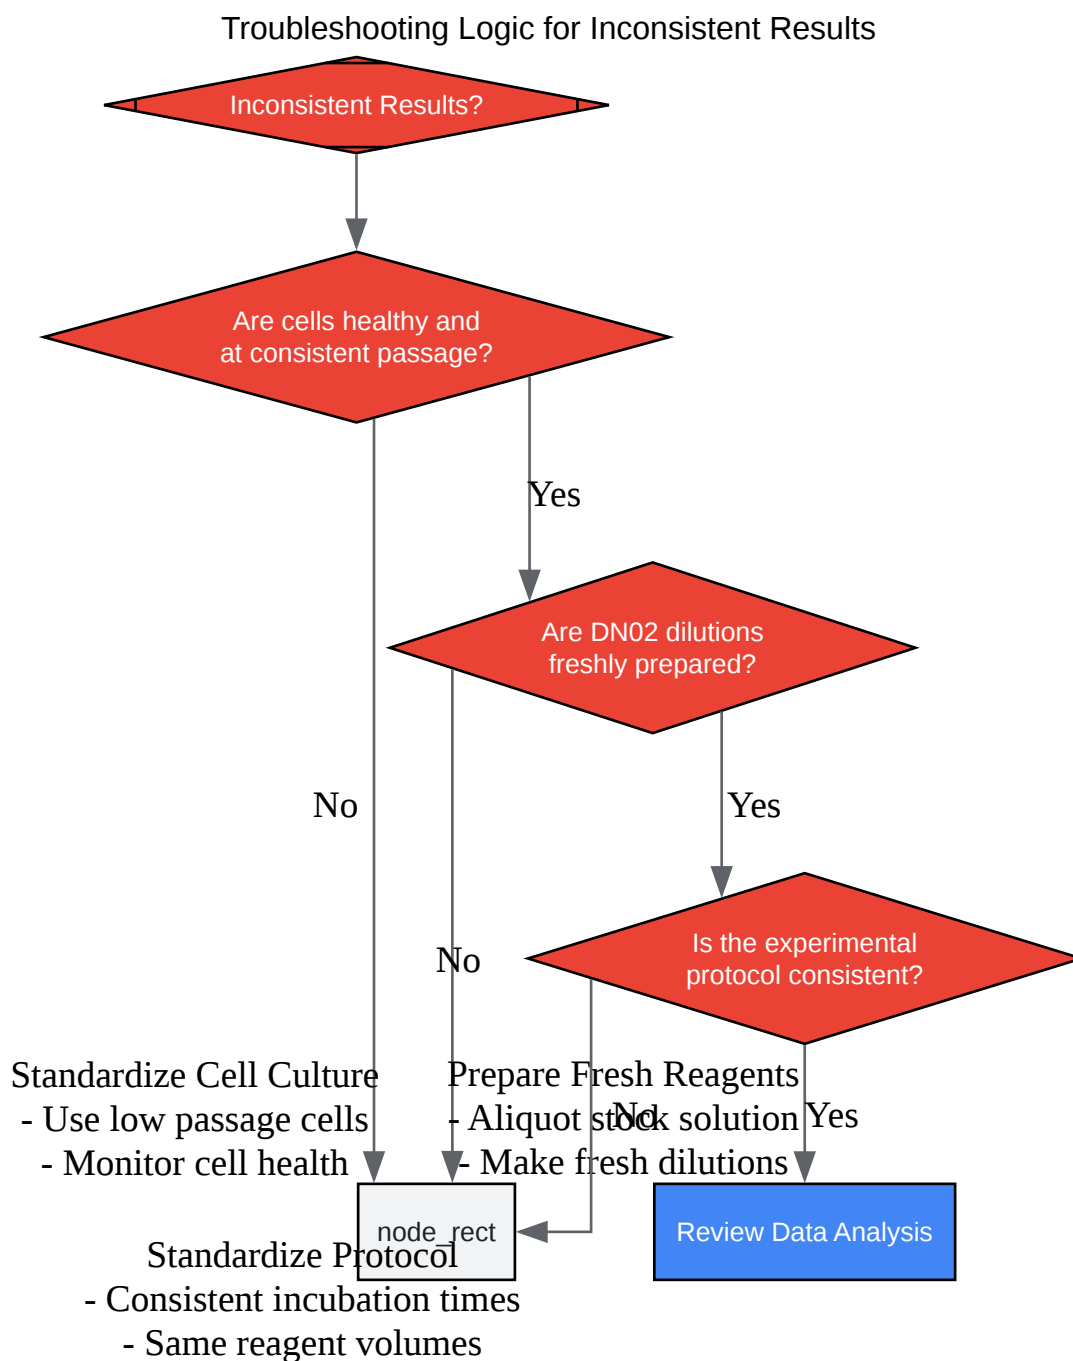 Troubleshooting Logic for Inconsistent Results
Inconsistent Results?
Are cells healthy and
at consistent passage?
Yes
Are DN02 dilutions
freshly prepared?
No
Yes
No
Is the experimental
protocol consistent?
Standardize Cell Culture
- Use low passage cells
- Monitor cell health
Prepare Fresh Reagents
- Aliquot stock solution
- Make fresh dilutions
No
Yes
node_rect
Review Data Analysis
Standardize Protocol
- Consistent incubation times
- Same reagent volumes